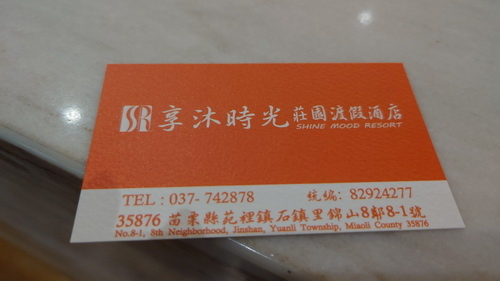 SR 享沐時光 莊園渡假酒店
SHINE MOOD RESORT
TEL : 037- 742878 統編: 82924277
35876 苗栗縣苑裡鎮石鎮里錦山8鄰8-1號
No.8-1, 8th Neighborhood, Jinshan, Yuanli Township, Miaoli County 35876